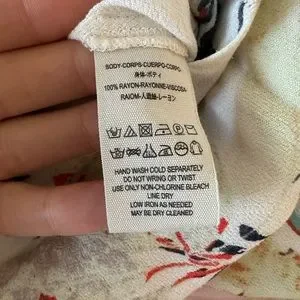 BODY-CORPS-CUERPO-CORPO-
身体-ボディ
100% RAYON-RAYONNE-VISCOSA
RAIOM-人造絲-レーヨン
HAND WASH COLD SEPARATELY
DO NOT WRING OR TWIST
USE ONLY NON-CHLORINE BLEACH
LINE DRY
LOW IRON AS NEEDED
MAY BE DRY CLEANED